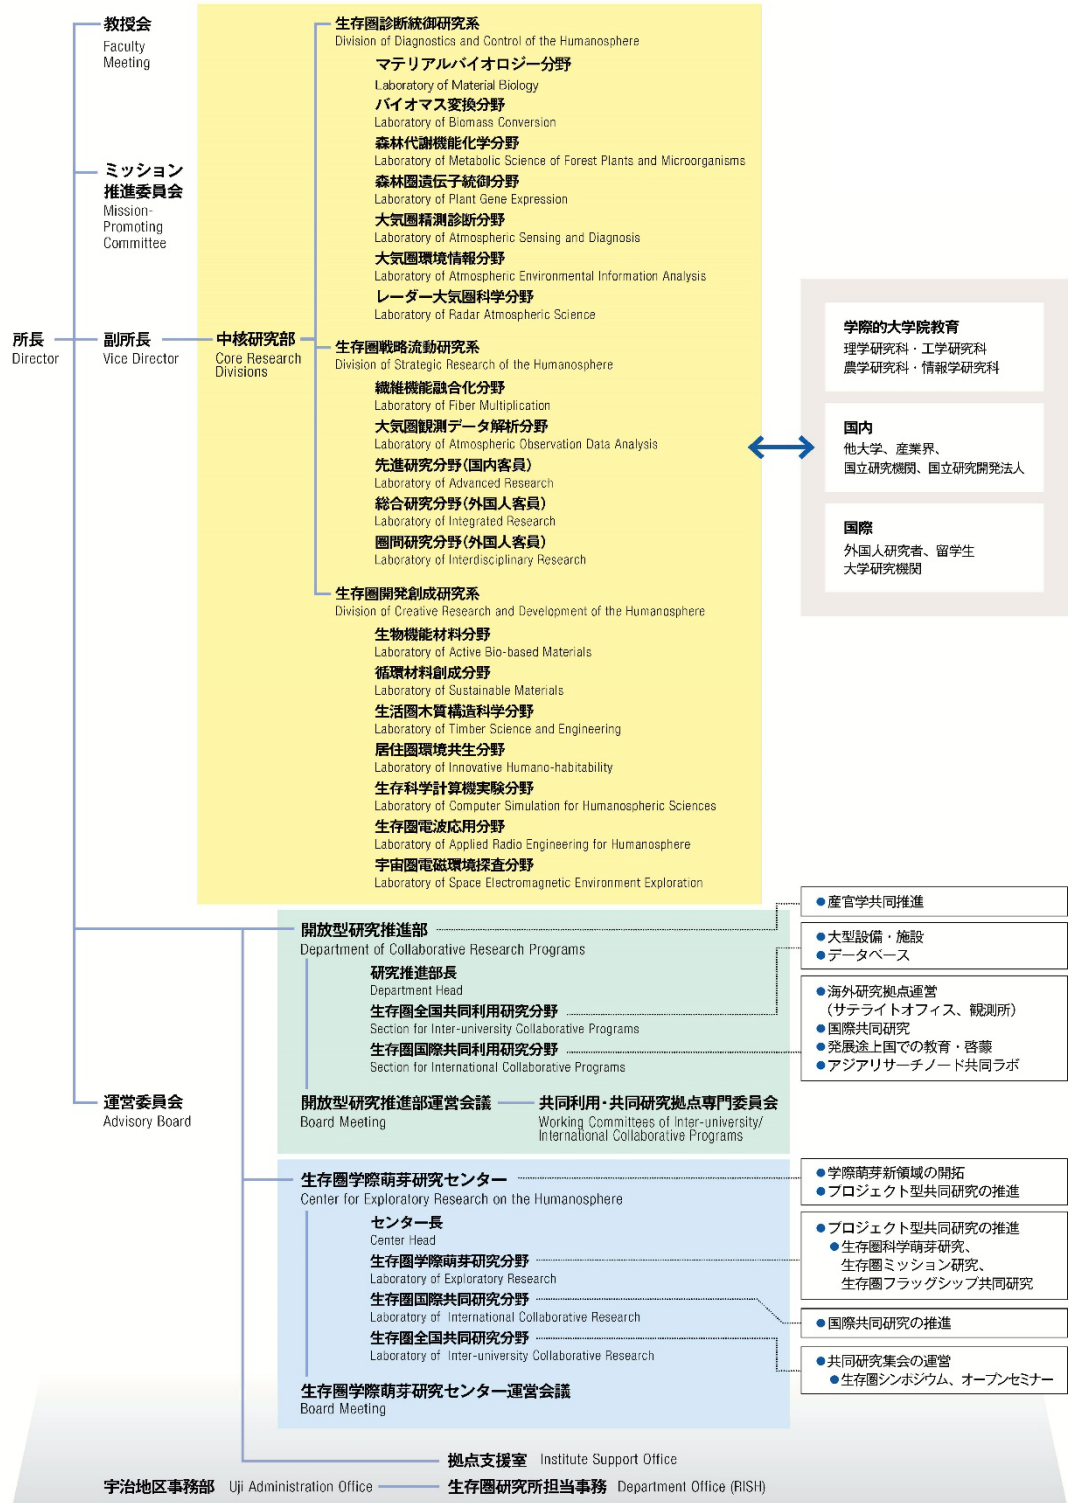 教授会
Faculty
Meeting
ミッション
推進委員会
Mission-
Promoting
Committee
所長
Director
副所長
Vice Director
中核研究部
Core Research
Divisions
生存圏診断統御研究系
Division of Diagnostics and Control of the Humanosphere
マテリアルバイオロジー分野
Laboratory of Material Biology
バイオマス変換分野
Laboratory of Biomass Conversion
森林代謝機能化学分野
Laboratory of Metabolic Science of Forest Plants and Microorganisms
森林圏遺伝子統御分野
Laboratory of Plant Gene Expression
大気圏精測診断分野
Laboratory of Atmospheric Sensing and Diagnosis
大気圏環境情報分野
Laboratory of Atmospheric Environmental Information Analysis
レーダー大気圏科学分野
Laboratory of Radar Atmospheric Science
生存圏戦略流動研究系
Division of Strategic Research of the Humanosphere
繊維機能融合化分野
Laboratory of Fiber Multiplication
大気圏観測データ解析分野
Laboratory of Atmospheric Observation Data Analysis
先進研究分野(国内客員)
Laboratory of Advanced Research
総合研究分野(外国人客員)
Laboratory of Integrated Research
圏間研究分野(外国人客員)
Laboratory of Interdisciplinary Research
生存圏開発創成研究系
Division of Creative Research and Development of the Humanosphere
生物機能材料分野
Laboratory of Active Bio-based Materials
循環材料創成分野
Laboratory of Sustainable Materials
生活圏木質構造科学分野
Laboratory of Timber Science and Engineering
居住圏環境共生分野
Laboratory of Innovative Humano-habitability
生存科学計算機実験分野
Laboratory of Computer Simulation for Humanospheric Sciences
生存圏電波応用分野
Laboratory of Applied Radio Engineering for Humanosphere
宇宙圏電磁環境探査分野
Laboratory of Space Electromagnetic Environment Exploration
学際的大学院教育
理学研究科・工学研究科
農学研究科・情報学研究科
国内
他大学、産業界、
国立研究機関、国立研究開発法人
国際
外国人研究者、留学生
大学研究機関
開放型研究推進部
Department of Collaborative Research Programs
研究推進部長
Department Head
生存圏全国共同利用研究分野
Section for Inter-university Collaborative Programs
生存圏国際共同利用研究分野
Section for International Collaborative Programs
●産官学共同推進
●大型設備・施設
●データベース
●海外研究拠点運営
(サテライトオフィス、観測所)
●国際共同研究
●発展途上国での教育・啓蒙
●アジアリサーチノード共同ラボ
運営委員会
Advisory Board
開放型研究推進部運営会議
Board Meeting
共同利用・共同研究拠点専門委員会
Working Committees of Inter-university/
International Collaborative Programs
生存圏学際萌芽研究センター
Center for Exploratory Research on the Humanosphere
センター長
Center Head
生存圏学際萌芽研究分野
Laboratory of Exploratory Research
生存圏国際共同研究分野
Laboratory of International Collaborative Research
生存圏全国共同研究分野
Laboratory of Inter-university Collaborative Research
生存圏学際萌芽研究センター運営会議
Board Meeting
●学際萌芽新領域の開拓
●プロジェクト型共同研究の推進
●プロジェクト型共同研究の推進
●生存圏科学萌芽研究、
生存圏ミッション研究、
生存圏フラッグシップ共同研究
●国際共同研究の推進
●共同研究集会の運営
●生存圏シンポジウム、オープンセミナー
拠点支援室 Institute Support Office
宇治地区事務部 Uji Administration Office
生存圏研究所担当事務 Department Office (RISH)